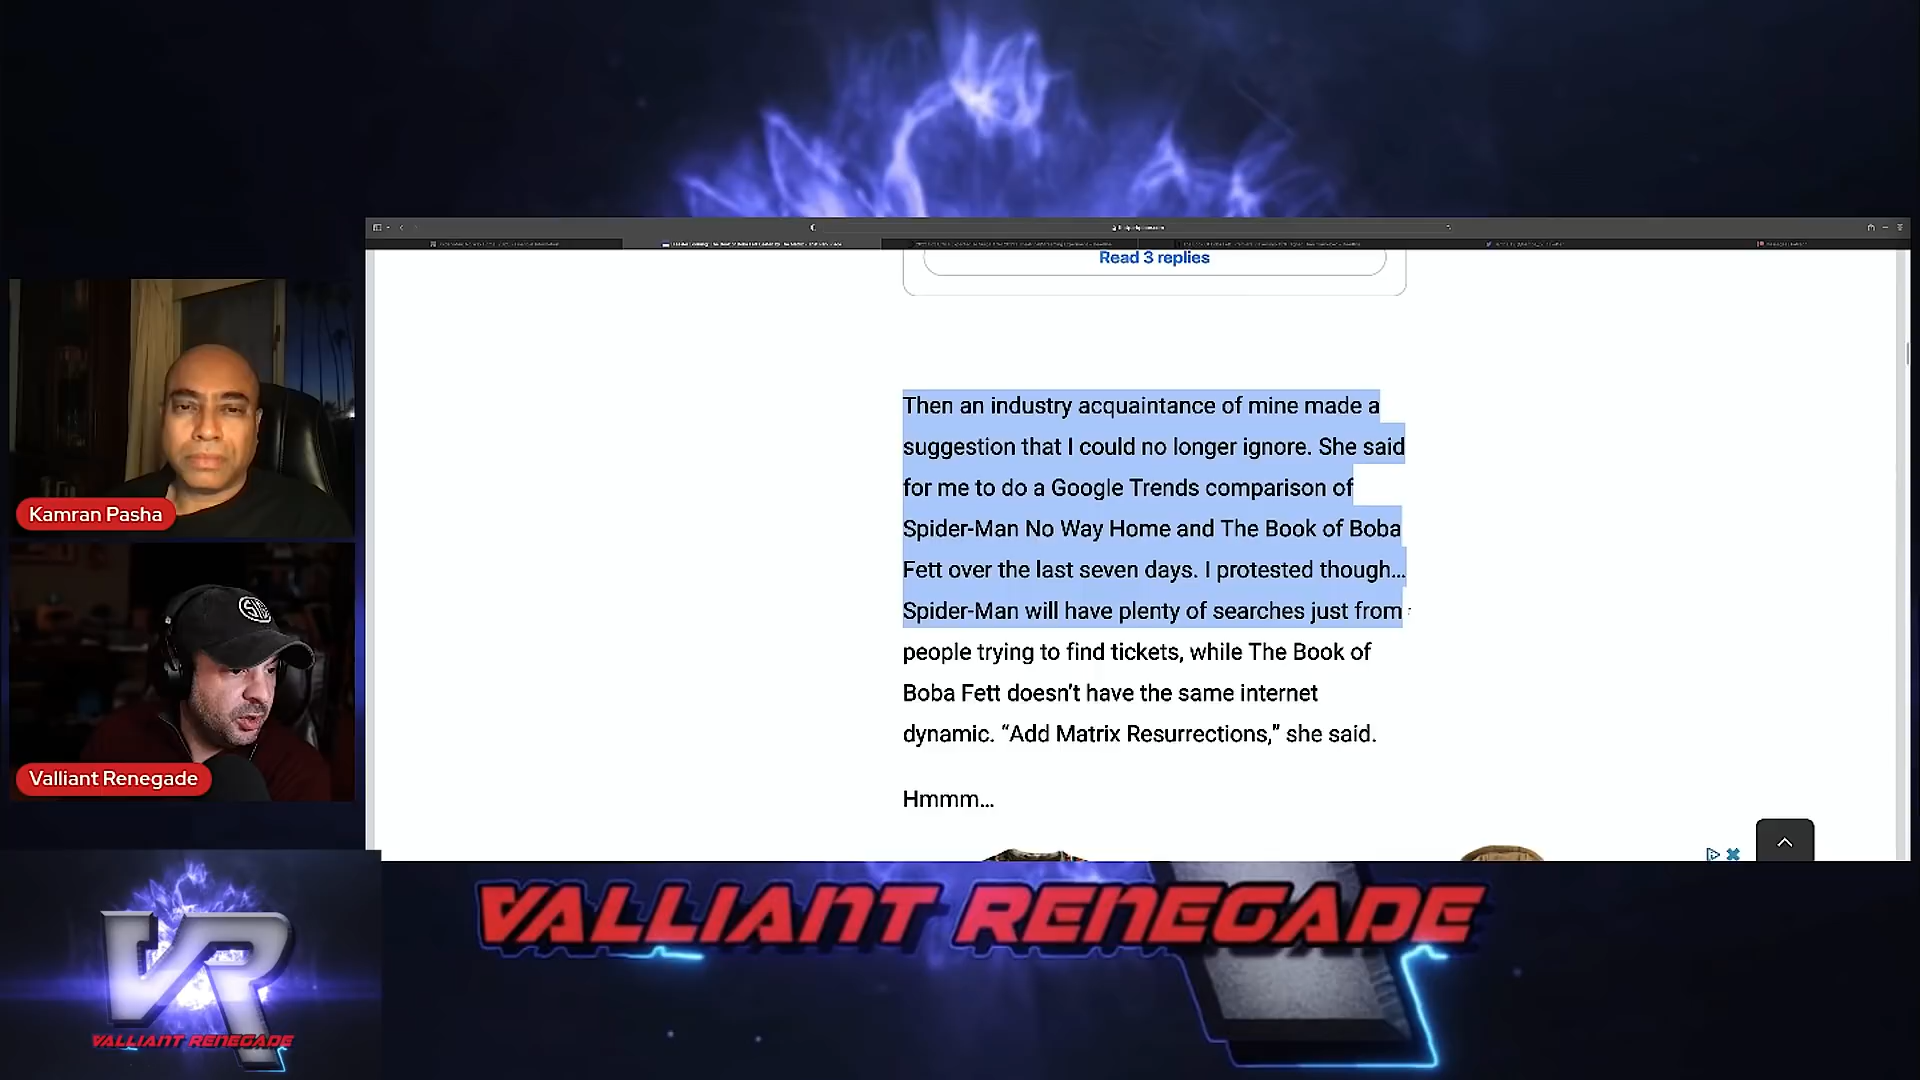 Read 3 replies
Then an industry acquaintance of mine made a
suggestion that I could no longer ignore. She said
for me to do a Google Trends comparison of
Spider-Man No Way Home and The Book of Boba
Fett over the last seven days. I protested though...
Spider-Man will have plenty of searches just from
people trying to find tickets, while The Book of
Boba Fett doesn’t have the same internet
dynamic. “Add Matrix Resurrections,” she said.
Hmmm...
Kamran Pasha
Valliant Renegade
VR
VALLIANT RENEGADE
VALLIANT RENEGADE